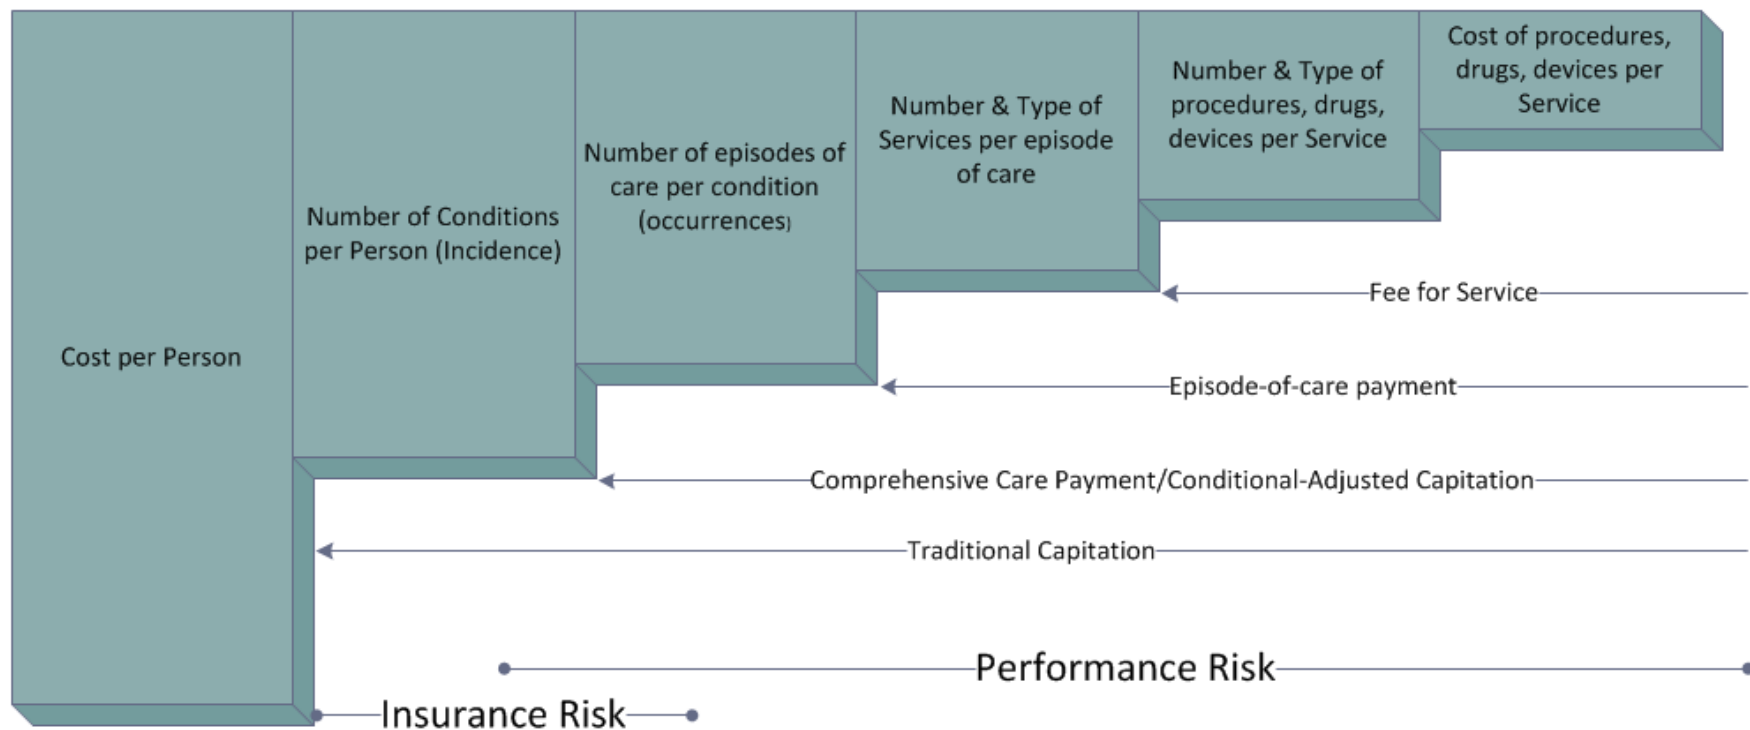 Cost per Person
Number of Conditions
per Person (Incidence)
Number of episodes of
care per condition
(occurrences)
Number & Type of
Services per episode
of care
Number & Type of
procedures, drugs,
devices per Service
Cost of procedures,
drugs, devices per
Service
Fee for Service
Episode-of-care payment
Comprehensive Care Payment/Conditional-Adjusted Capitation
Traditional Capitation
Performance Risk
Insurance Risk